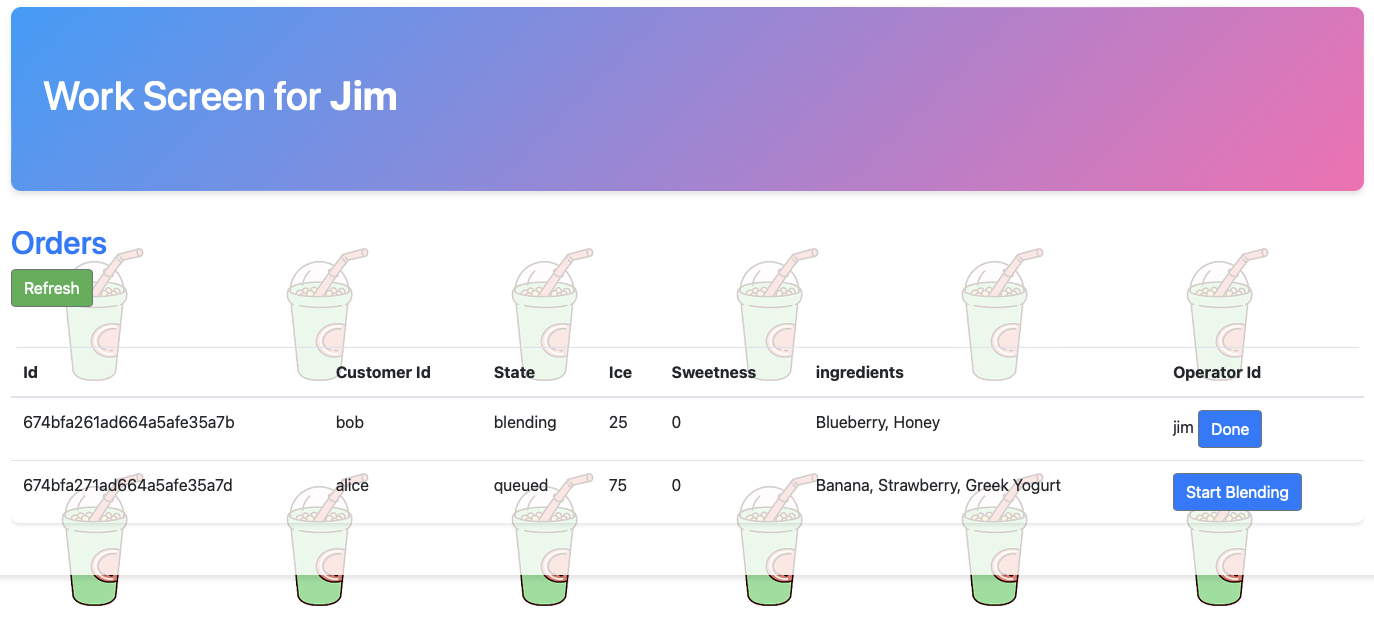 Work Screen for Jim
Orders
Refresh
Id Customer Id State Ice Sweetness ingredients Operator Id
674bfa261ad664a5afe35a7b bob blending 25 0 Blueberry, Honey jim Done
674bfa271ad664a5afe35a7d alice queued 75 0 Banana, Strawberry, Greek Yogurt Start Blending